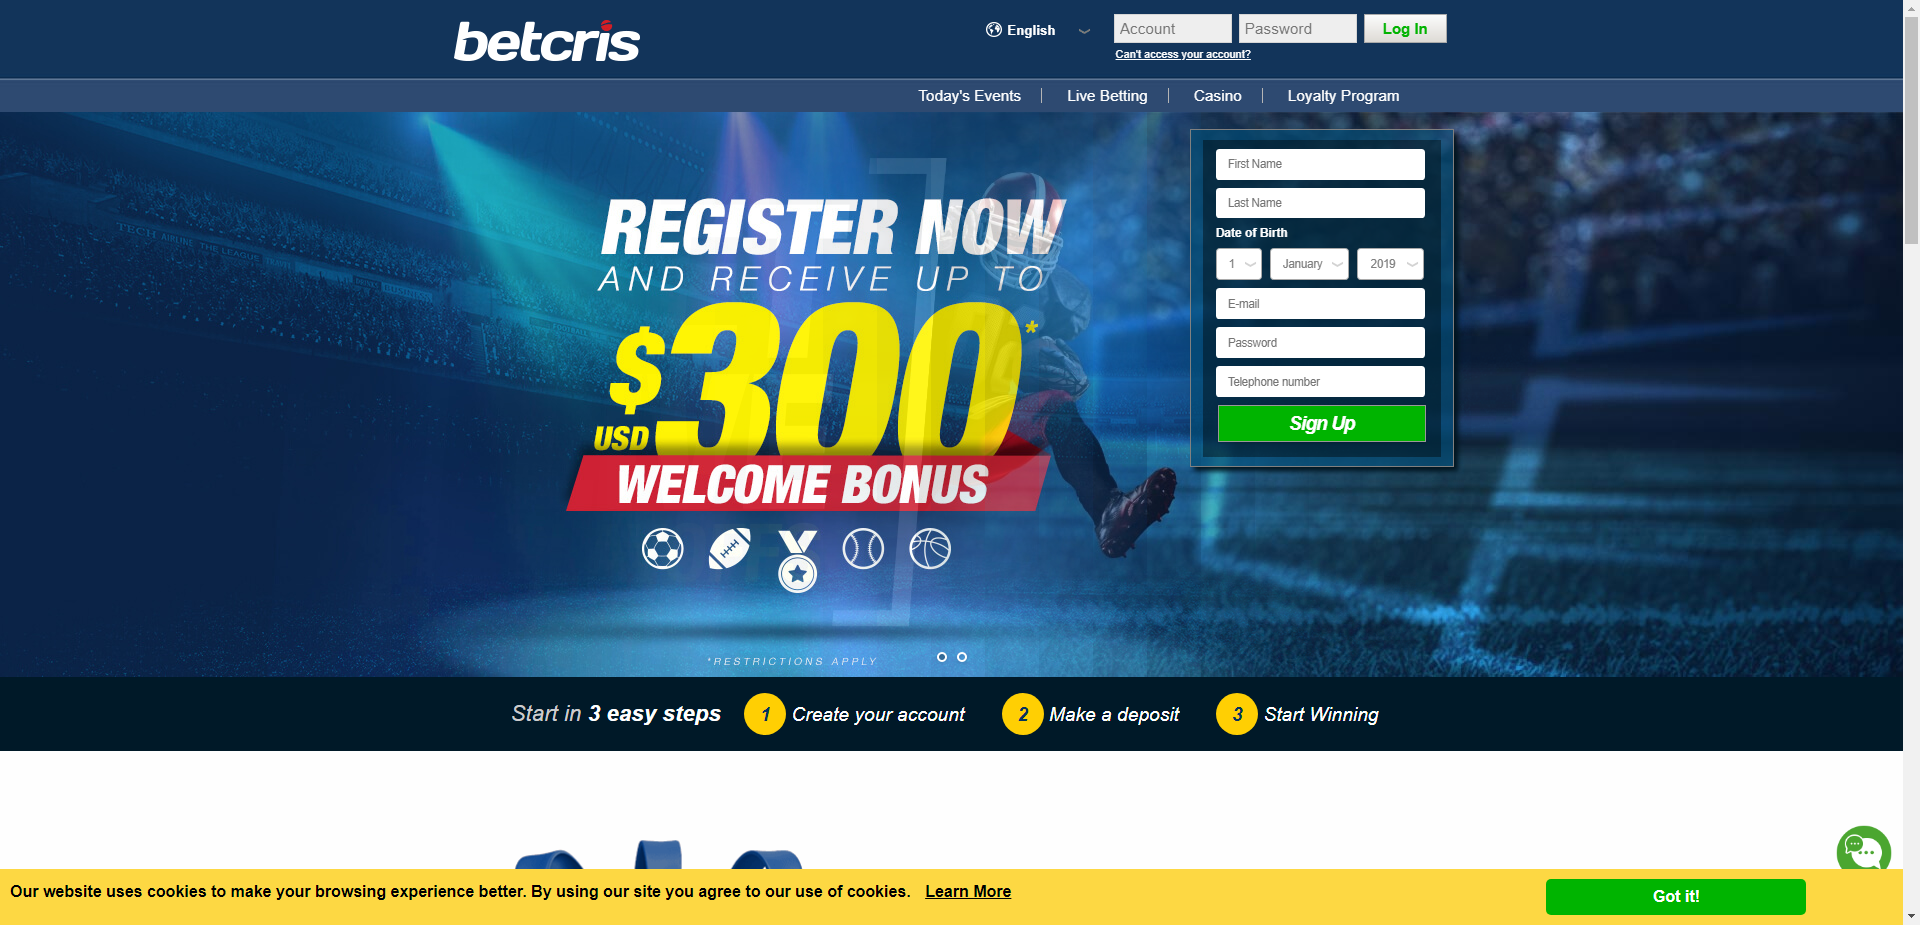 betcris
English
Account
Password
Log In
Can't access your account?
Today's Events
Live Betting
Casino
Loyalty Program
REGISTER NOW
AND RECEIVE UP TO
$300*
USD
WELCOME BONUS
*RESTRICTIONS APPLY
First Name
Last Name
Date of Birth
1 January 2019
E-mail
Password
Telephone number
Sign Up
Start in 3 easy steps 1 Create your account 2 Make a deposit 3 Start Winning
Our website uses cookies to make your browsing experience better. By using our site you agree to our use of cookies. Learn More
Got it!